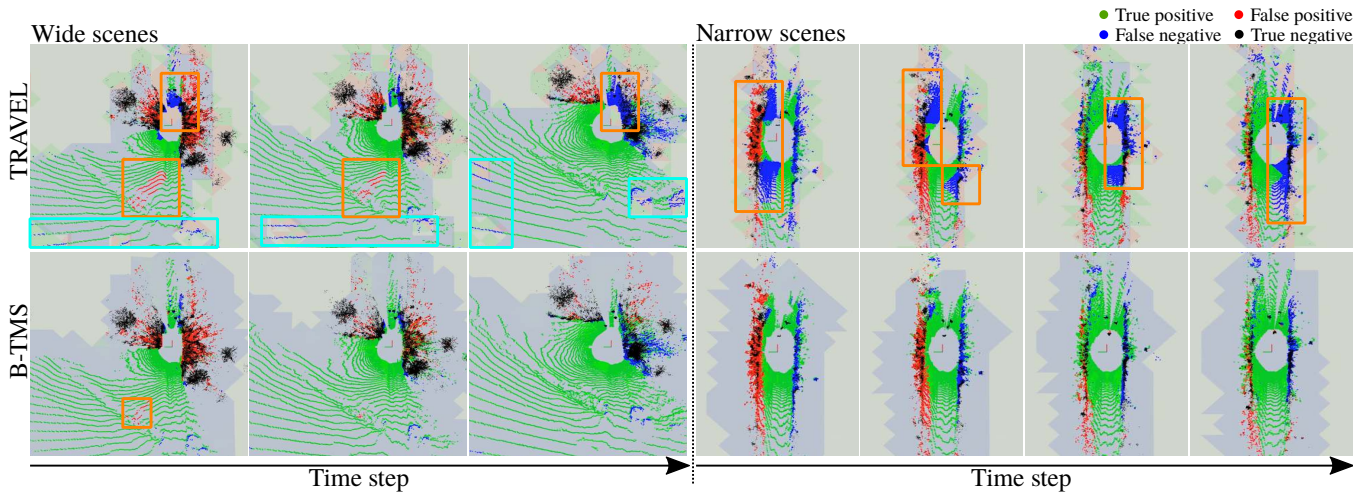 Wide scenes
Narrow scenes
True positive
False positive
False negative
True negative
TRAVEL
B-TMS
Time step
Time step